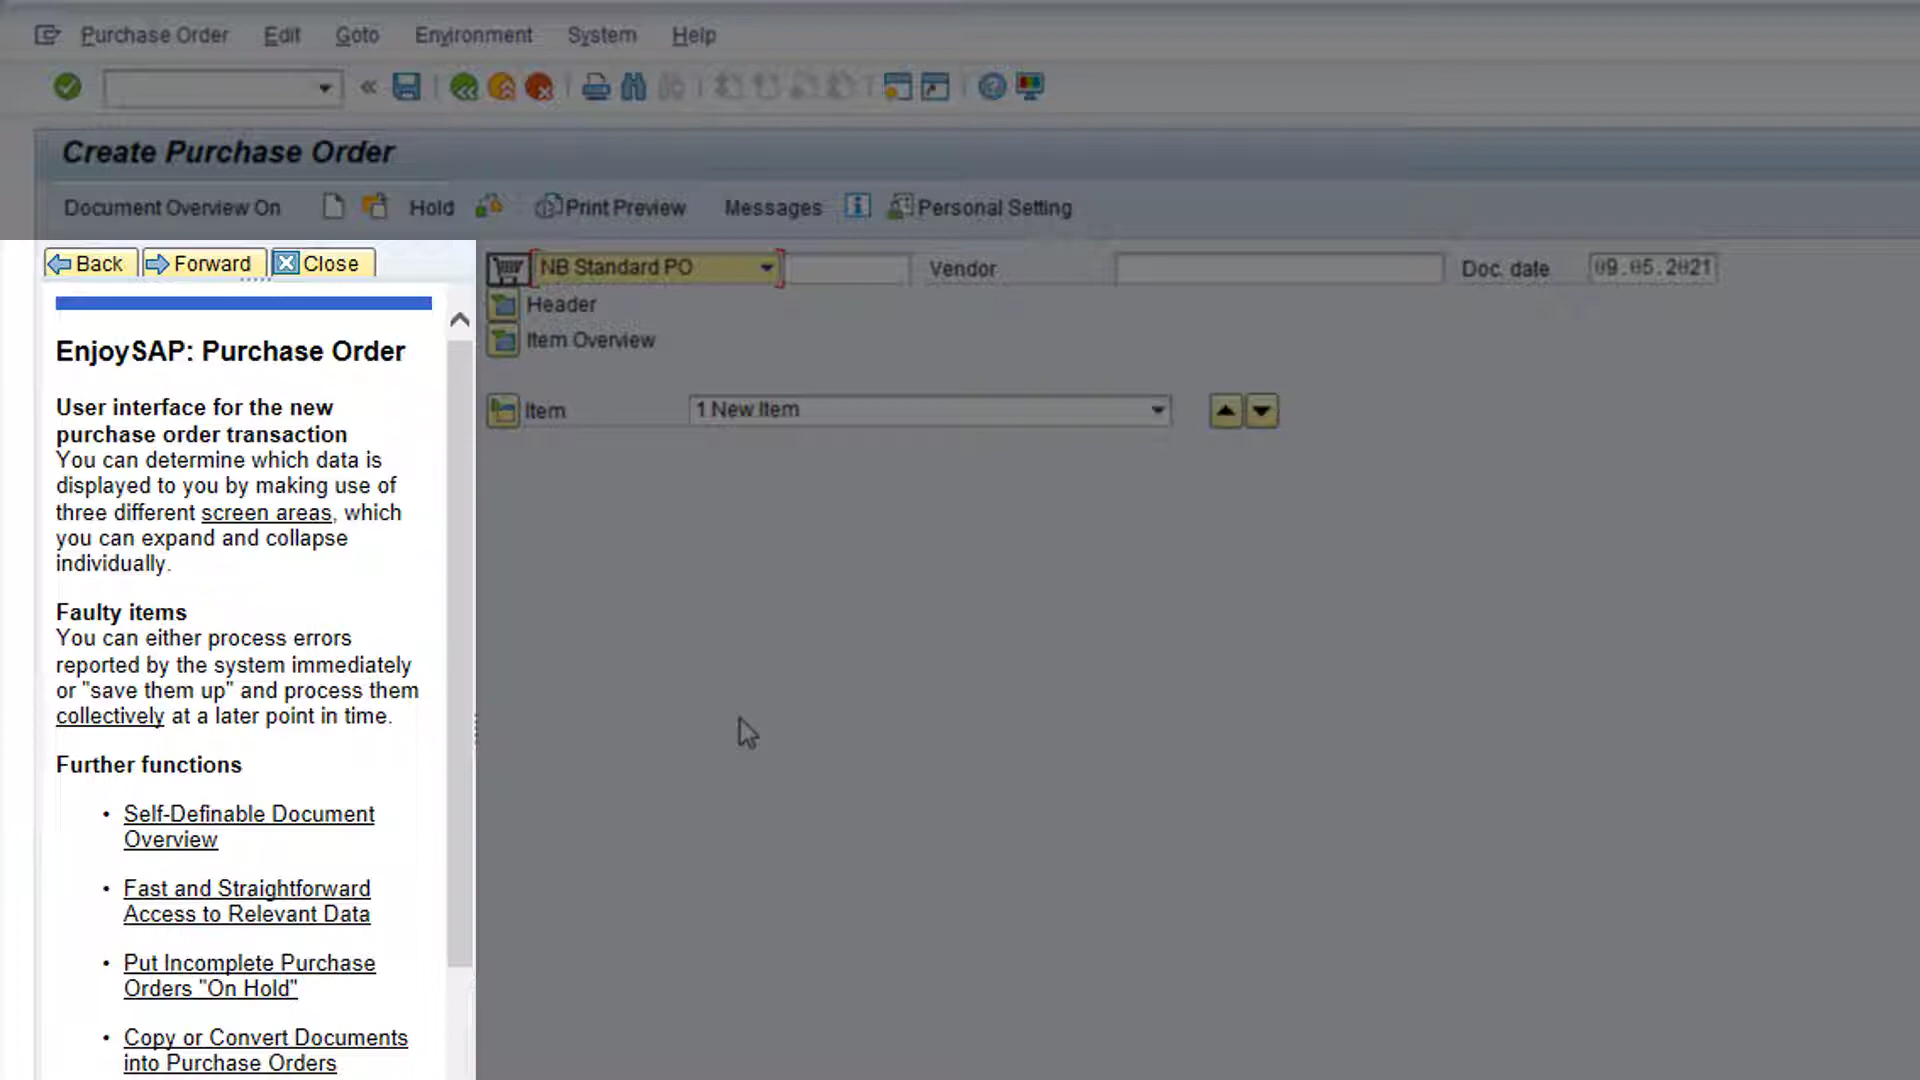 Purchase Order Edit Goto Environment System Help
Create Purchase Order
Document Overview On Hold Print Preview Messages Personal Setting
Back Forward Close
NB Standard PO Vendor Doc. date 09.05.2021
Header
Item Overview
Item 1 New Item
EnjoySAP: Purchase Order
User interface for the new
purchase order transaction
You can determine which data is
displayed to you by making use of
three different screen areas, which
you can expand and collapse
individually.
Faulty items
You can either process errors
reported by the system immediately
or "save them up" and process them
collectively at a later point in time.
Further functions
• Self-Definable Document
Overview
• Fast and Straightforward
Access to Relevant Data
• Put Incomplete Purchase
Orders "On Hold"
• Copy or Convert Documents
into Purchase Orders